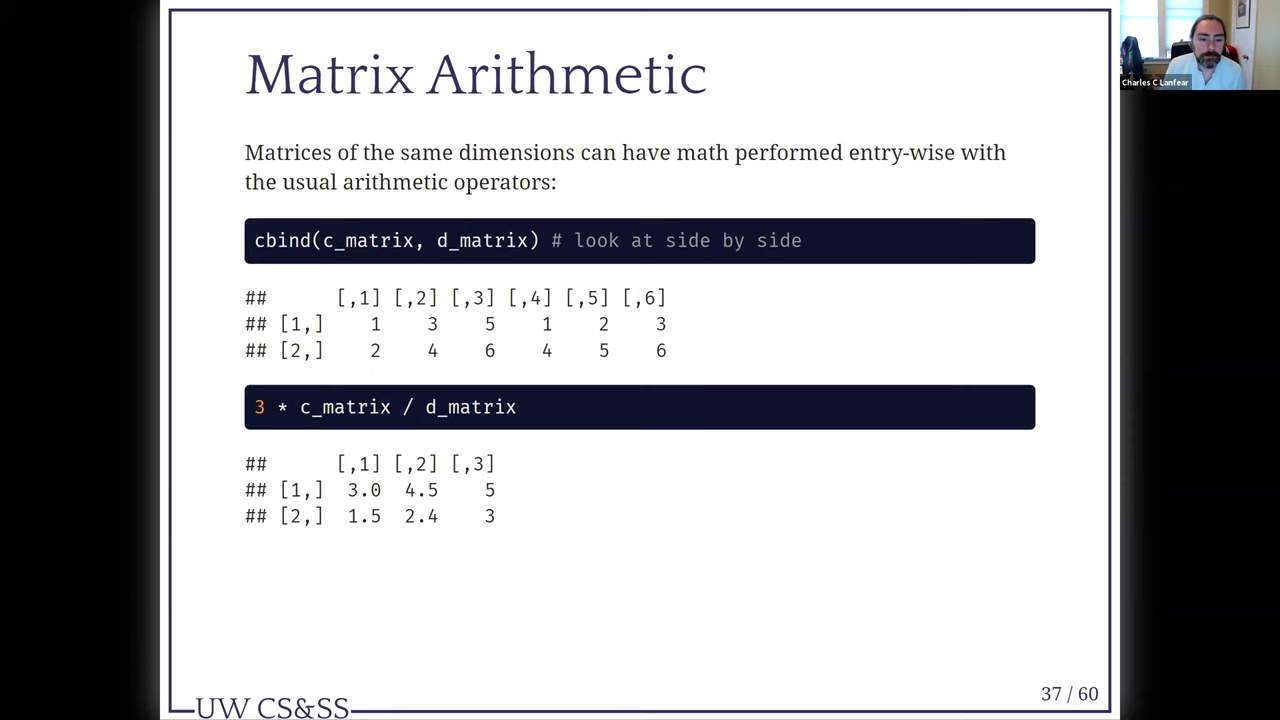 Matrix Arithmetic
Charles C Lanfear
Matrices of the same dimensions can have math performed entry-wise with
the usual arithmetic operators:
cbind(c_matrix, d_matrix) # look at side by side
##      [,1] [,2] [,3] [,4] [,5] [,6]
## [1,]    1    3    5    1    2    3
## [2,]    2    4    6    4    5    6
3 * c_matrix / d_matrix
##      [,1] [,2] [,3]
## [1,]  3.0  4.5    5
## [2,]  1.5  2.4    3
37 / 60
UW CS&SS